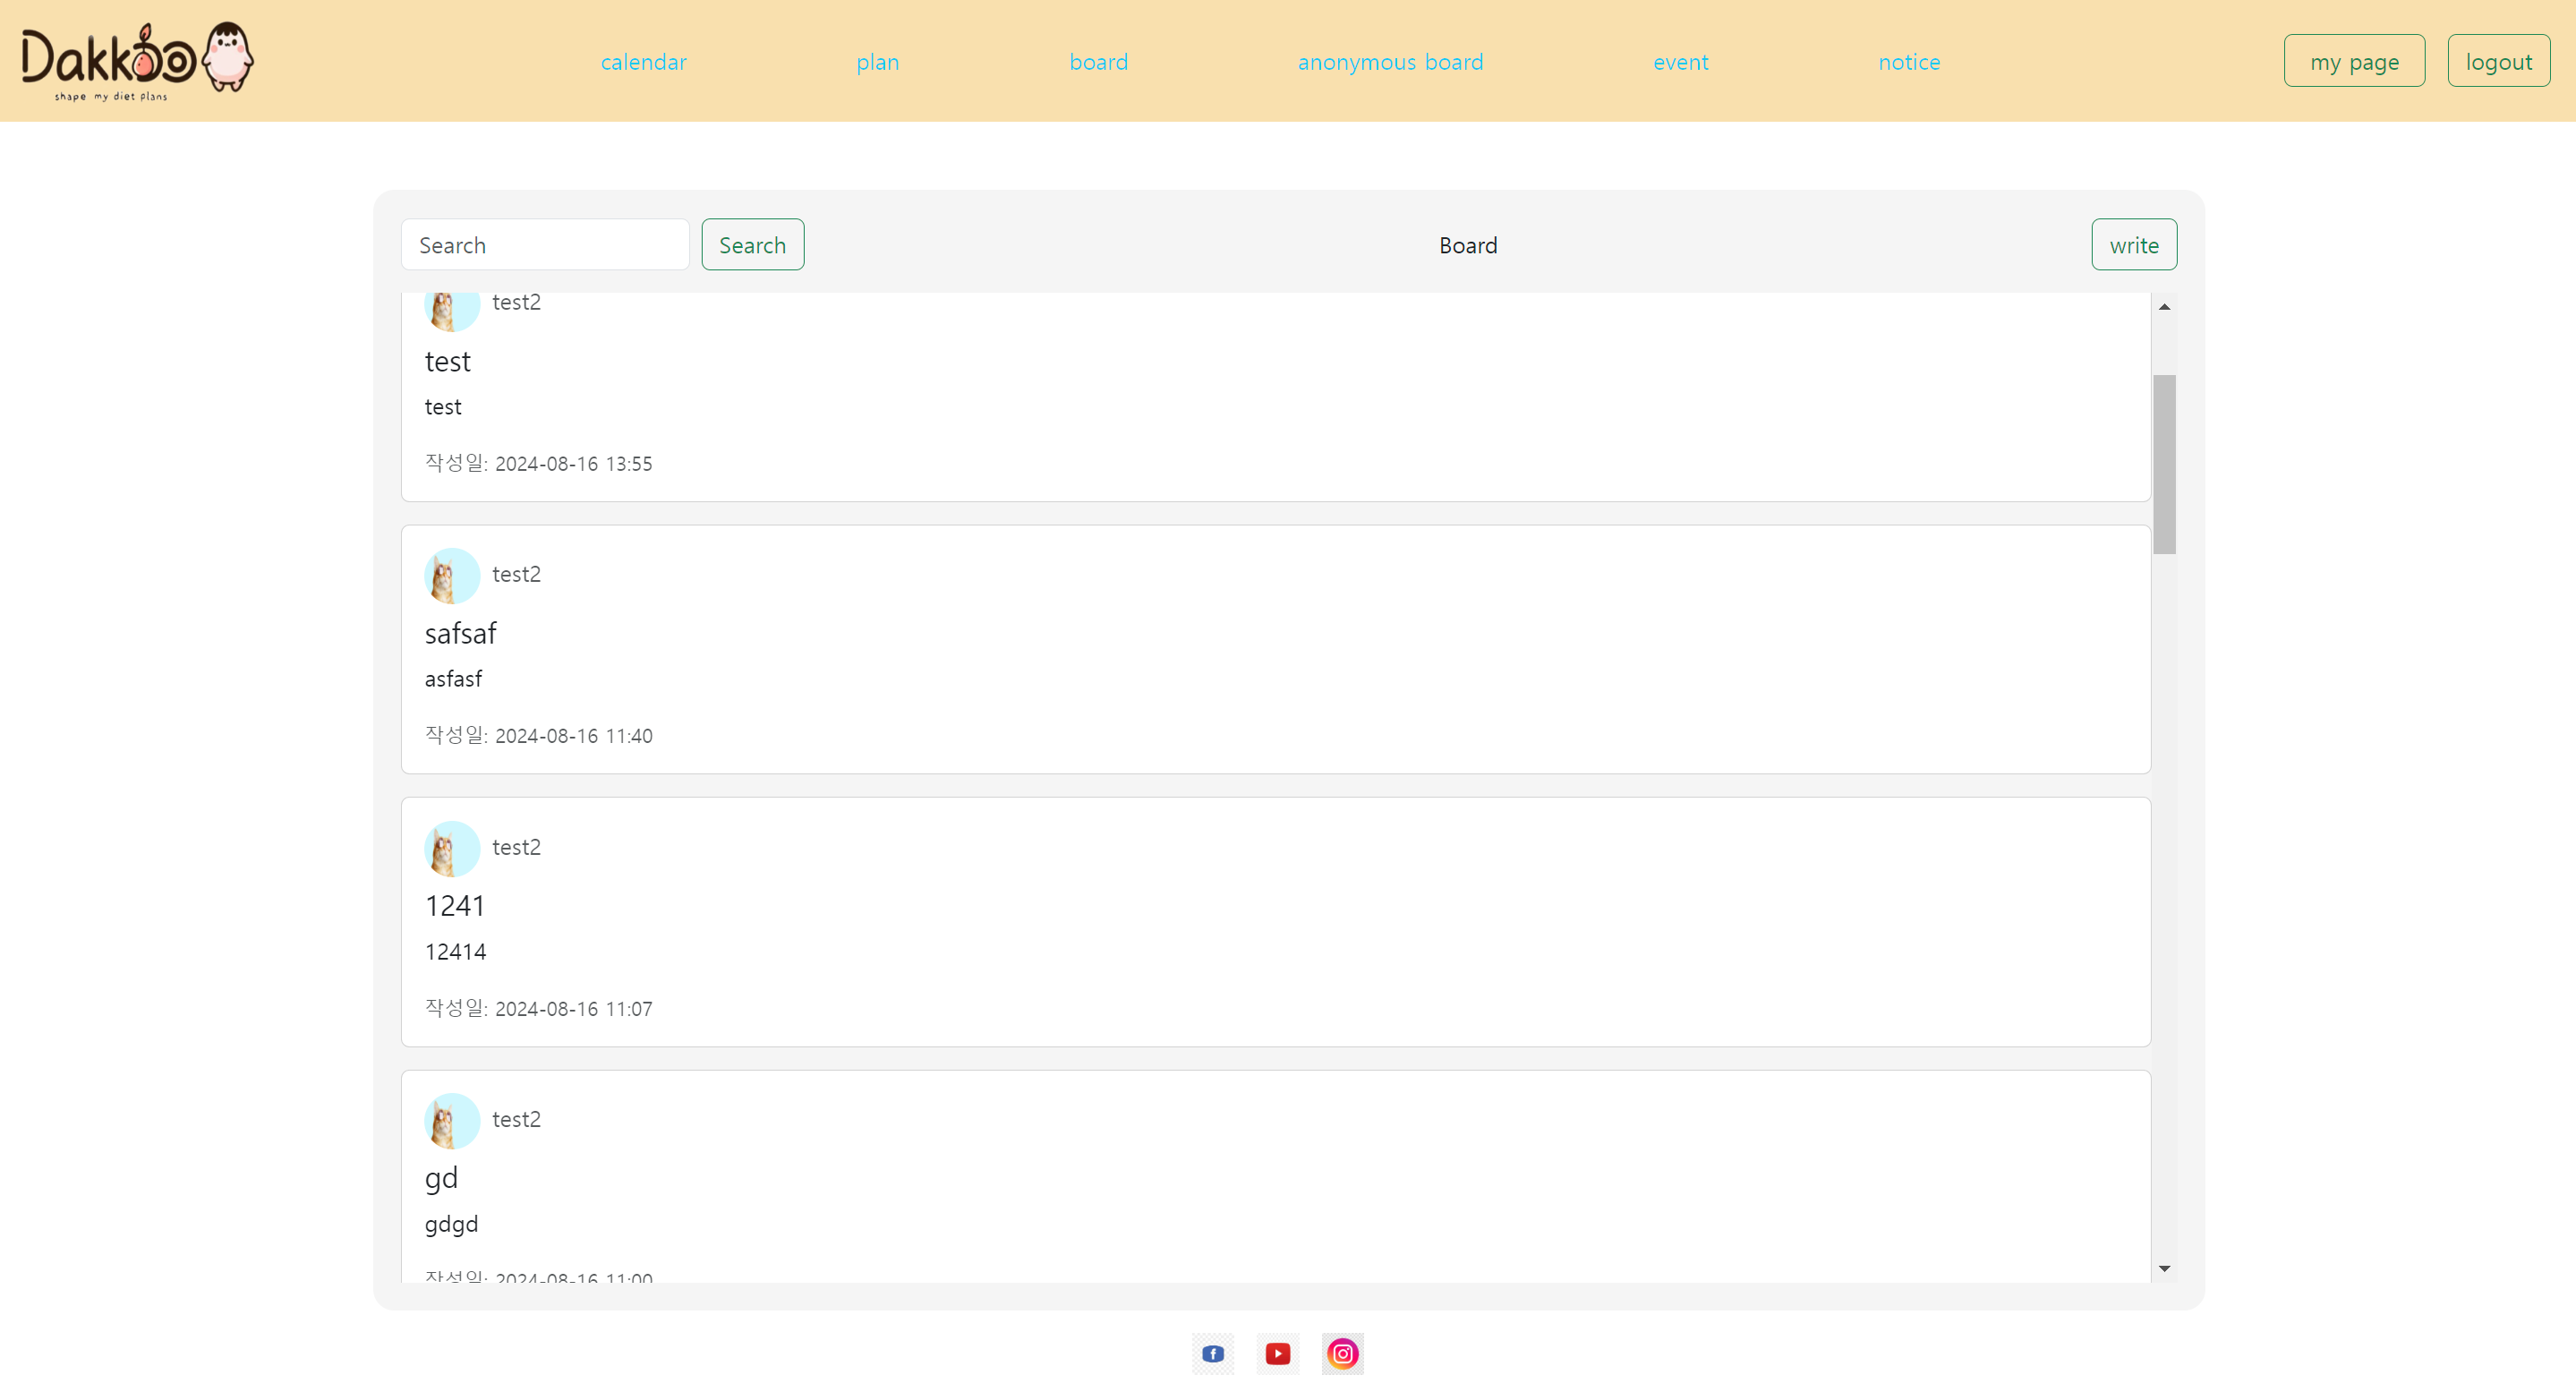 Dakkoo
shape my diet plans
calendar plan board anonymous board event notice my page logout
Search Search Board write
test2
test
test
작성일: 2024-08-16 13:55
test2
safsaf
asfasf
작성일: 2024-08-16 11:40
test2
1241
12414
작성일: 2024-08-16 11:07
test2
gd
gdgd
작성일: 2024-08-16 11:00